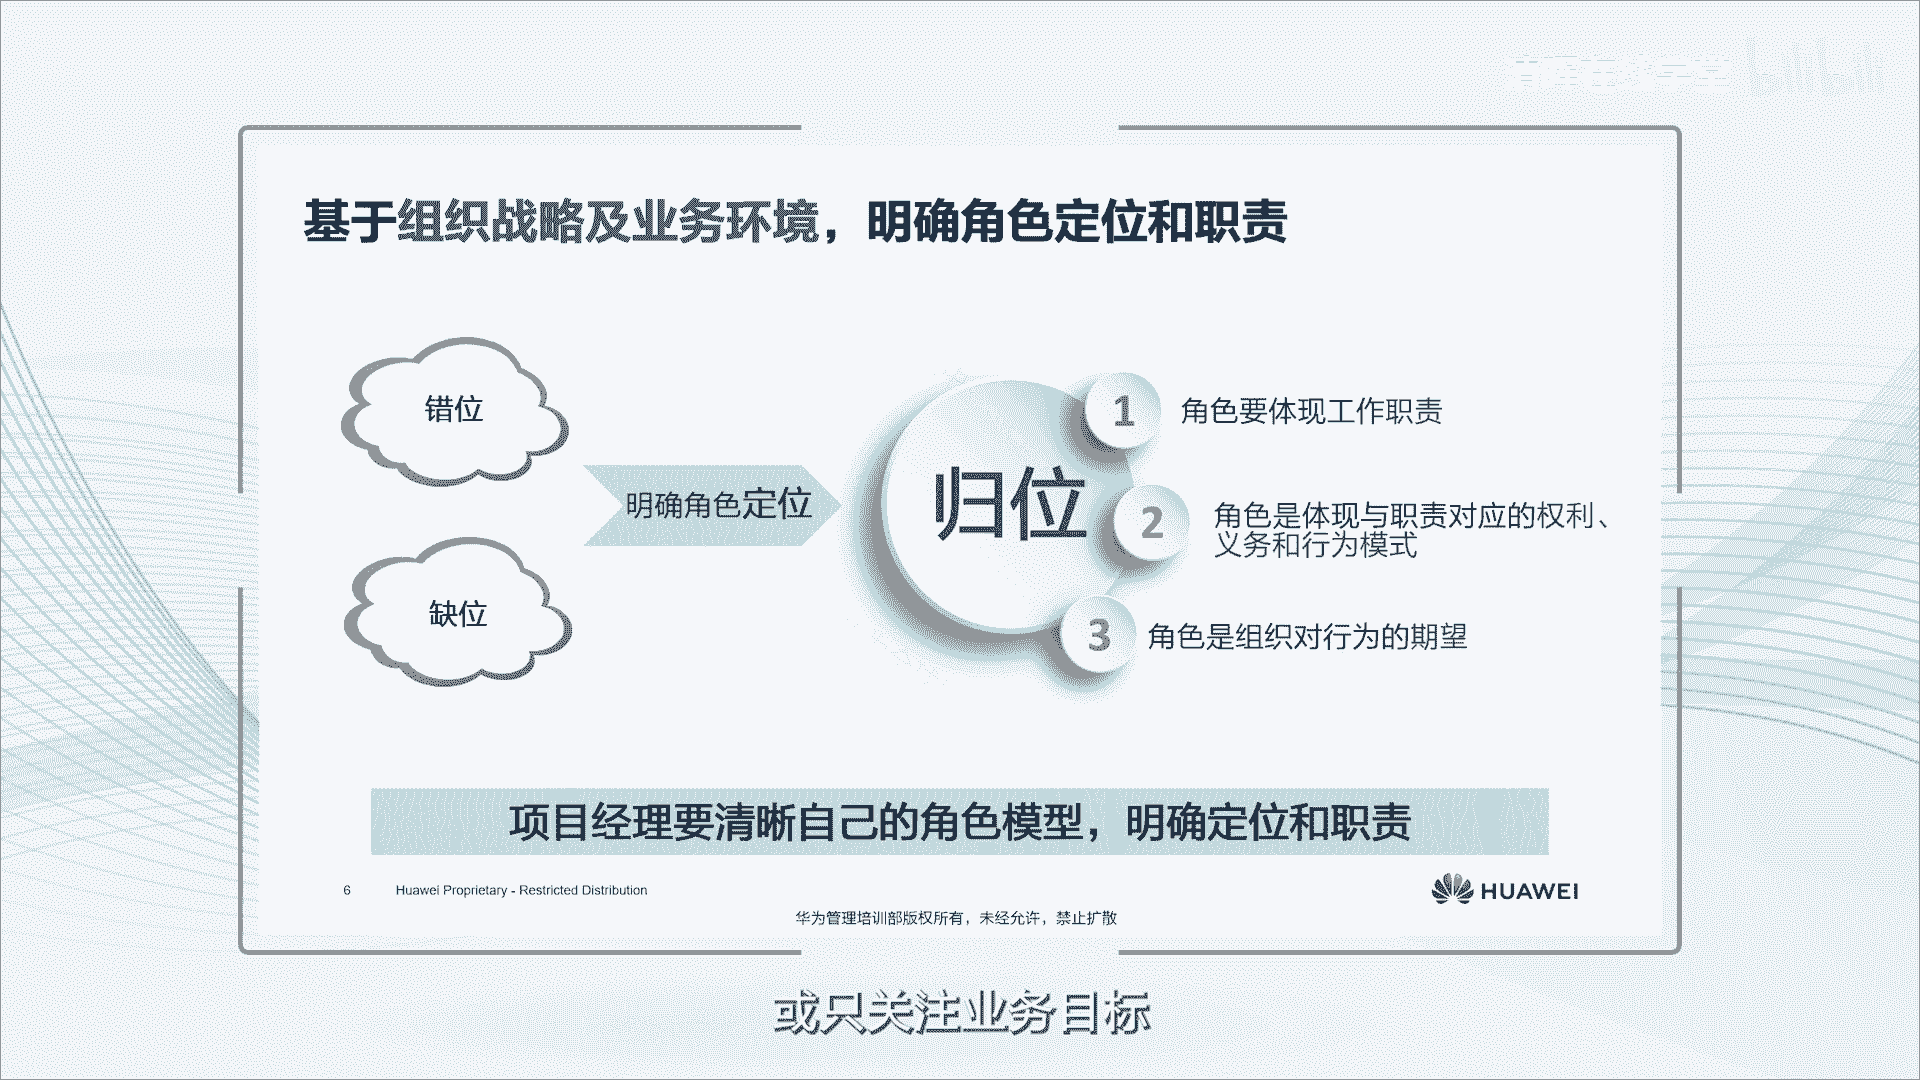 bilibili
基于组织战略及业务环境，明确角色定位和职责
错位
缺位
明确角色定位
归位
1
角色要体现工作职责
2
角色是体现与职责对应的权利、
义务和行为模式
3
角色是组织对行为的期望
项目经理要清晰自己的角色模型，明确定位和职责
6
Huawei Proprietary - Restricted Distribution
HUAWEI
华为管理培训部版权所有，未经允许，禁止扩散
或只关注业务目标